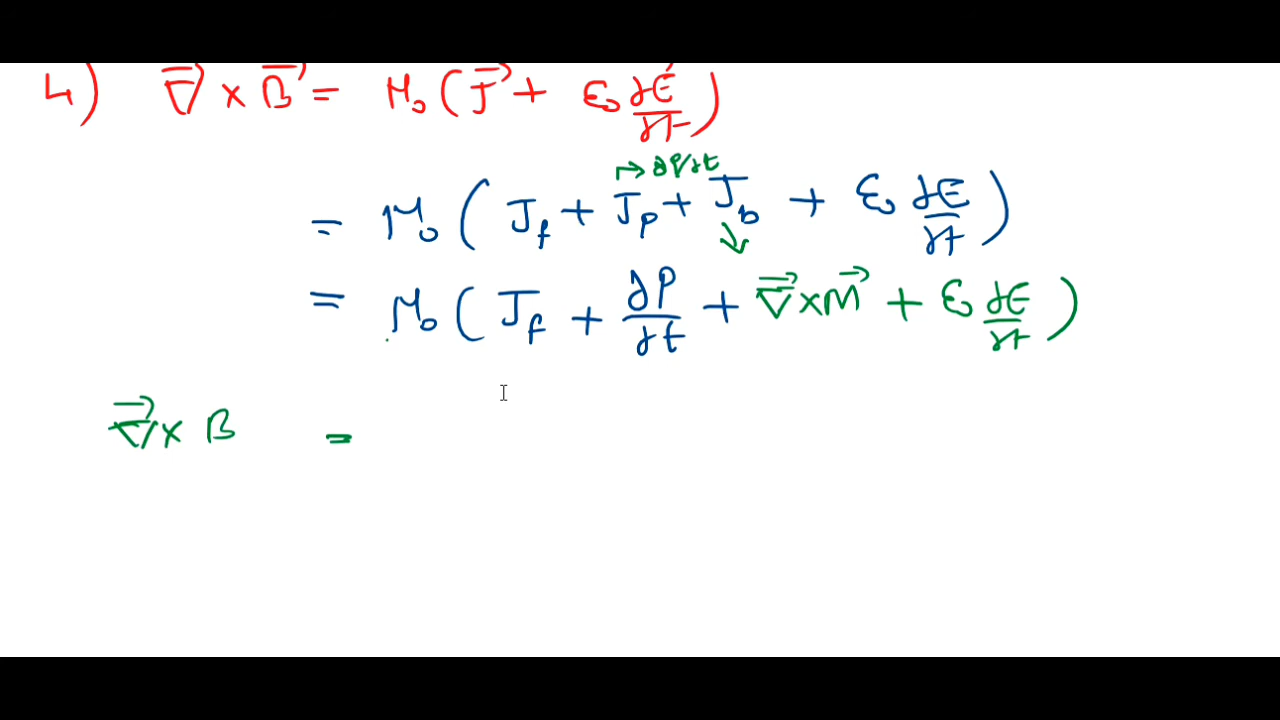 4) ∇⃗ × B⃗ = μ₀ ( J⃗ + ε₀ ∂E⃗/∂t )
→ ∂P/∂t
= μ₀ ( J_f + J_p + J_b + ε₀ ∂E/∂t )
↓
= μ₀ ( J_f + ∂P/∂t + ∇⃗ × M⃗ + ε₀ ∂E/∂t )
∇⃗ × B =